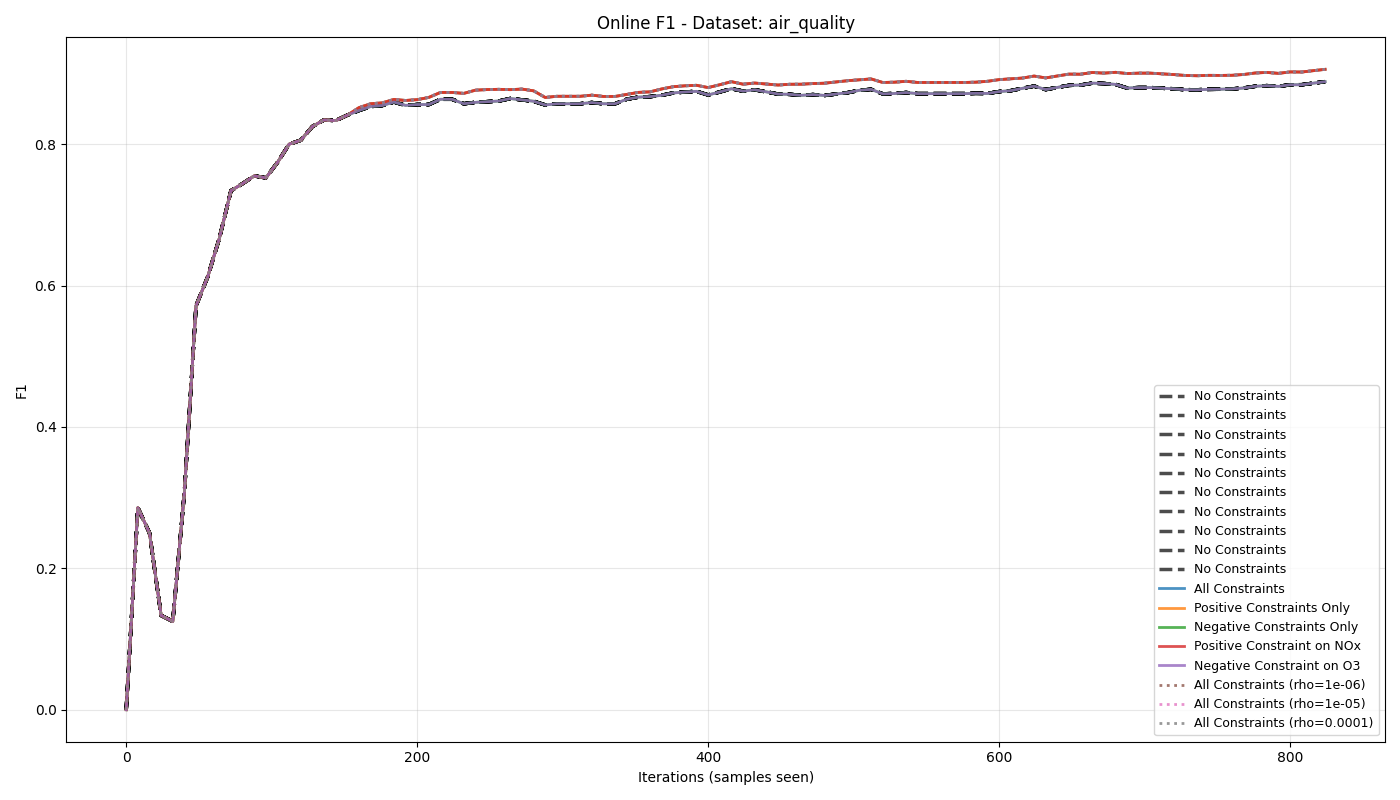 Online F1 - Dataset: air_quality
F1
0.8
0.6
0.4
0.2
0.0
0
200
400
600
800
Iterations (samples seen)
No Constraints
No Constraints
No Constraints
No Constraints
No Constraints
No Constraints
No Constraints
No Constraints
No Constraints
No Constraints
All Constraints
Positive Constraints Only
Negative Constraints Only
Positive Constraint on NOx
Negative Constraint on O3
All Constraints (rho=1e-06)
All Constraints (rho=1e-05)
All Constraints (rho=0.0001)